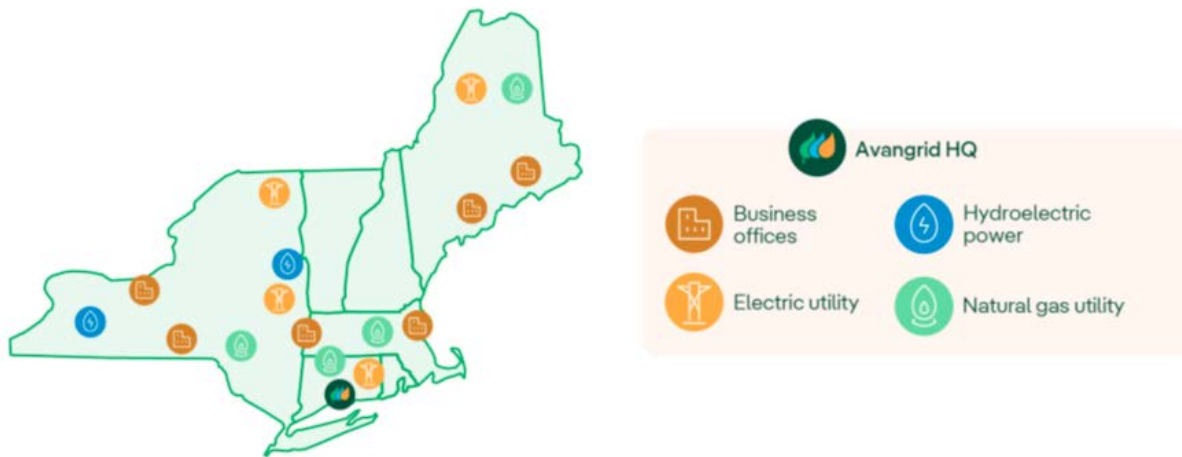 Avangrid HQ
Business
offices
Hydroelectric
power
Electric utility
Natural gas utility